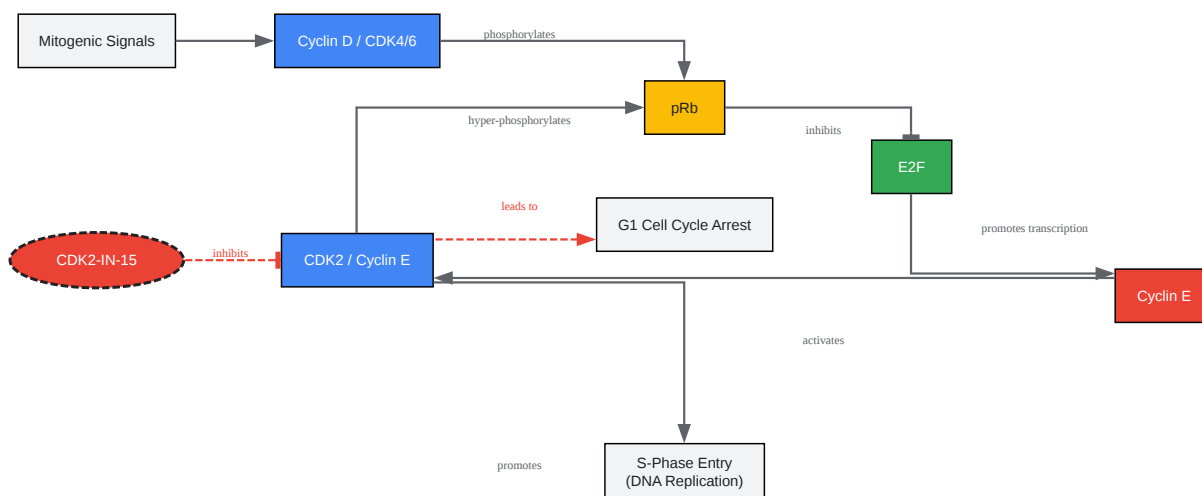 Mitogenic Signals
Cyclin D / CDK4/6
phosphorylates
pRb
hyper-phosphorylates
inhibits
E2F
leads to
G1 Cell Cycle Arrest
promotes transcription
CDK2-IN-15
inhibits
CDK2 / Cyclin E
Cyclin E
activates
promotes
S-Phase Entry
(DNA Replication)